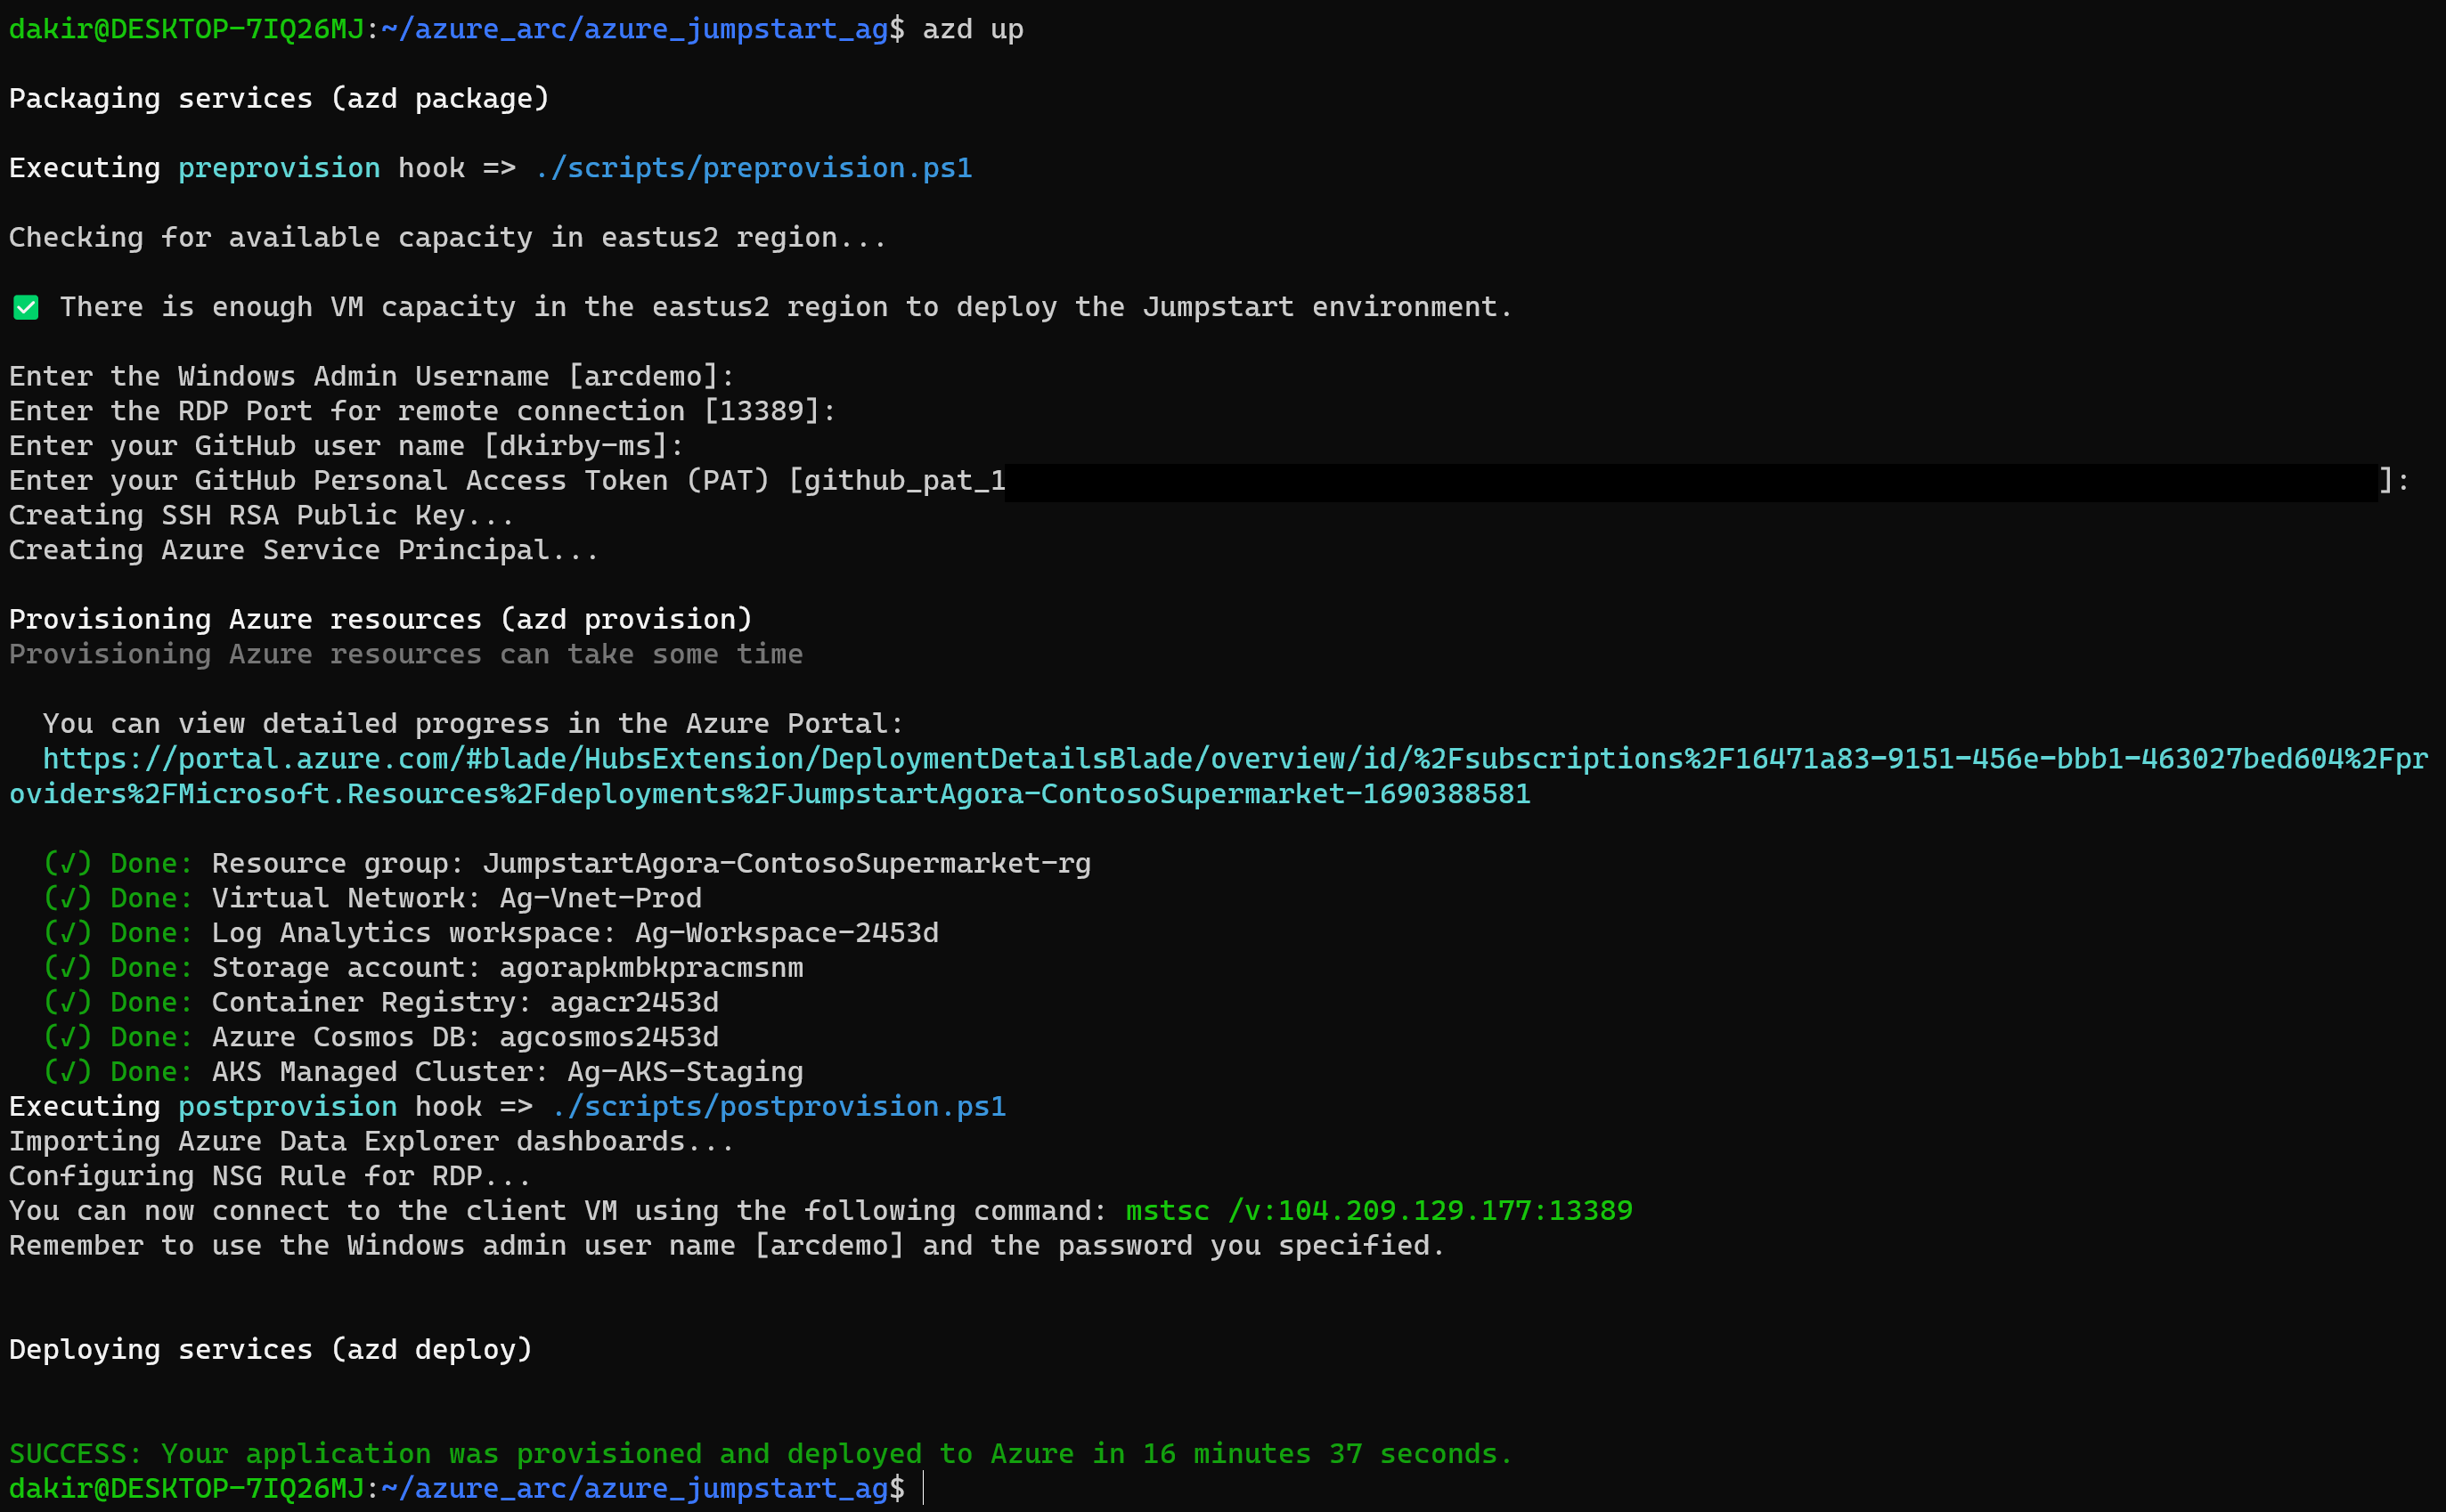 dakir@DESKTOP-7IQ26MJ:~/azure_arc/azure_jumpstart_ag$ azd up
Packaging services (azd package)
Executing preprovision hook => ./scripts/preprovision.ps1
Checking for available capacity in eastus2 region...
✅ There is enough VM capacity in the eastus2 region to deploy the Jumpstart environment.
Enter the Windows Admin Username [arcdemo]:
Enter the RDP Port for remote connection [13389]:
Enter your GitHub user name [dkirby-ms]:
Enter your GitHub Personal Access Token (PAT) [github_pat_1 ]:
Creating SSH RSA Public Key...
Creating Azure Service Principal...
Provisioning Azure resources (azd provision)
Provisioning Azure resources can take some time
You can view detailed progress in the Azure Portal:
https://portal.azure.com/#blade/HubsExtension/DeploymentDetailsBlade/overview/id/%2Fsubscriptions%2F16471a83-9151-456e-bbb1-463027bed604%2Fpr
oviders%2FMicrosoft.Resources%2Fdeployments%2FJumpstartAgora-ContosoSupermarket-1690388581
(✓) Done: Resource group: JumpstartAgora-ContosoSupermarket-rg
(✓) Done: Virtual Network: Ag-Vnet-Prod
(✓) Done: Log Analytics workspace: Ag-Workspace-2453d
(✓) Done: Storage account: agorapkmbkpracmsnm
(✓) Done: Container Registry: agacr2453d
(✓) Done: Azure Cosmos DB: agcosmos2453d
(✓) Done: AKS Managed Cluster: Ag-AKS-Staging
Executing postprovision hook => ./scripts/postprovision.ps1
Importing Azure Data Explorer dashboards...
Configuring NSG Rule for RDP...
You can now connect to the client VM using the following command: mstsc /v:104.209.129.177:13389
Remember to use the Windows admin user name [arcdemo] and the password you specified.
Deploying services (azd deploy)
SUCCESS: Your application was provisioned and deployed to Azure in 16 minutes 37 seconds.
dakir@DESKTOP-7IQ26MJ:~/azure_arc/azure_jumpstart_ag$